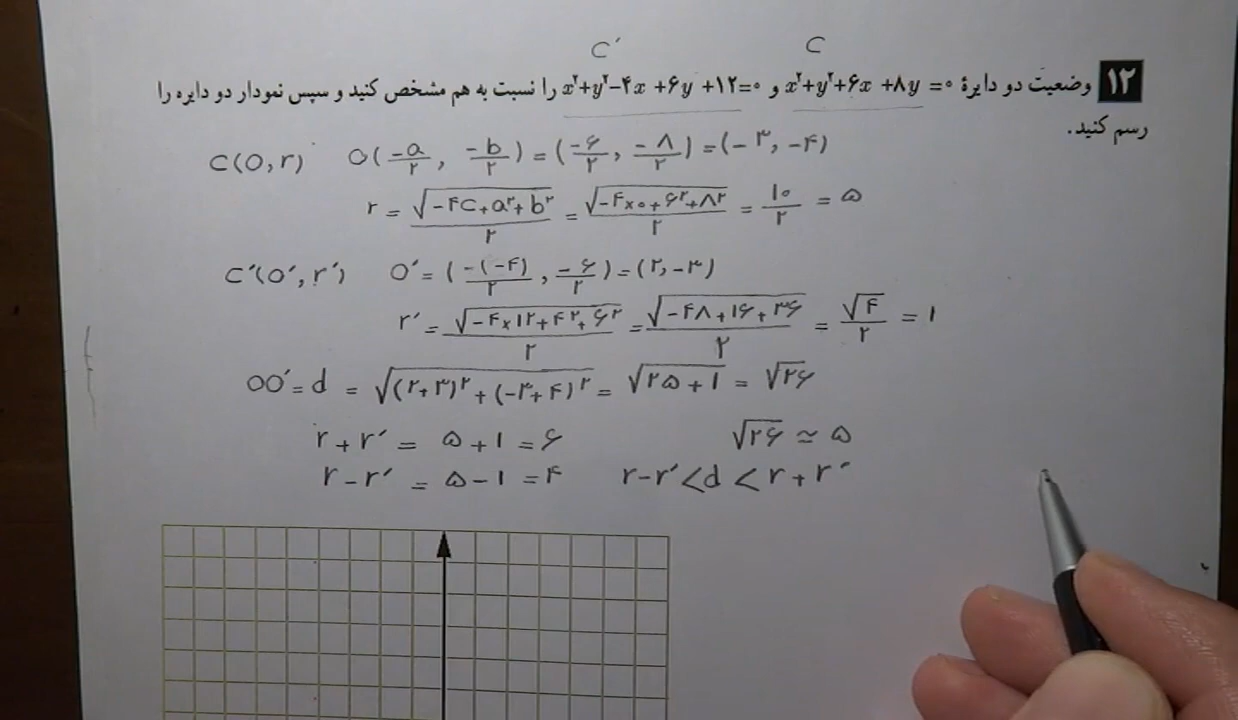 C′ C
۱۲ وضعیت دو دایرهٔ x²+y²+۶x +۸y =۰ و x²+y²−۴x +۶y +۱۲=۰ را نسبت به هم مشخص کنید و سپس نمودار دو دایره را
رسم کنید.
C(O,r) O(-a/۲, -b/۲) = (-۶/۲, -۸/۲) = (-۳, -۴)
r = √(-۴C+a²+b²)/۲ = √(-۴×۰+۶²+۸²)/۲ = ۱۰/۲ = ۵
C′(O′,r′) O′ = (-(-۴)/۲, -۶/۲) = (۲,-۳)
r′ = √(-۴×۱۲+۴²+۶²)/۲ = √(-۴۸+۱۶+۳۶)/۲ = √۴/۲ = ۱
OO′ = d = √((۲+۳)²+(-۳+۴)²) = √(۲۵+۱) = √۲۶
r+r′ = ۵+۱ = ۶ √۲۶ ≃ ۵
r-r′ = ۵-۱ = ۴ r-r′<d<r+r′